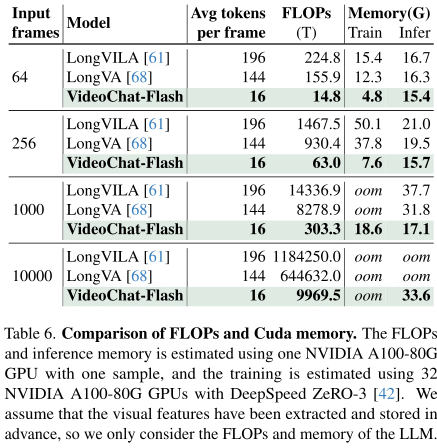 Input frames Model Avg tokens per frame FLOPs (T) Memory(G) Train Infer
64
LongVILA [61] 196 224.8 15.4 16.7
LongVA [68] 144 155.9 12.3 16.3
VideoChat-Flash 16 14.8 4.8 15.4
256
LongVILA [61] 196 1467.5 50.1 21.0
LongVA [68] 144 930.4 37.8 19.5
VideoChat-Flash 16 63.0 7.6 15.7
1000
LongVILA [61] 196 14336.9 oom 37.7
LongVA [68] 144 8278.9 oom 31.8
VideoChat-Flash 16 303.3 18.6 17.1
10000
LongVILA [61] 196 1184250.0 oom oom
LongVA [68] 144 644632.0 oom oom
VideoChat-Flash 16 9969.5 oom 33.6
Table 6. Comparison of FLOPs and Cuda memory. The FLOPs
and inference memory is estimated using one NVIDIA A100-80G
GPU with one sample, and the training is estimated using 32
NVIDIA A100-80G GPUs with DeepSpeed ZeRO-3 [42]. We
assume that the visual features have been extracted and stored in
advance, so we only consider the FLOPs and memory of the LLM.